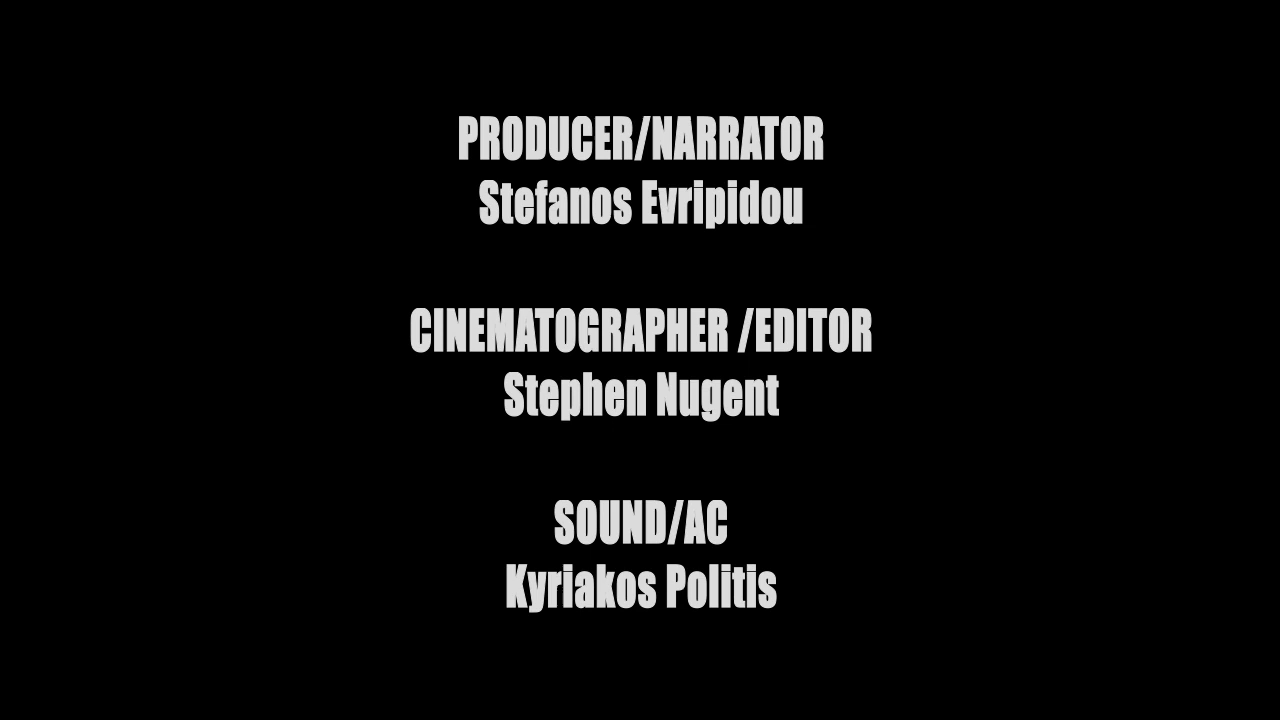 PRODUCER/NARRATOR
Stefanos Evripidou
CINEMATOGRAPHER /EDITOR
Stephen Nugent
SOUND/AC
Kyriakos Politis